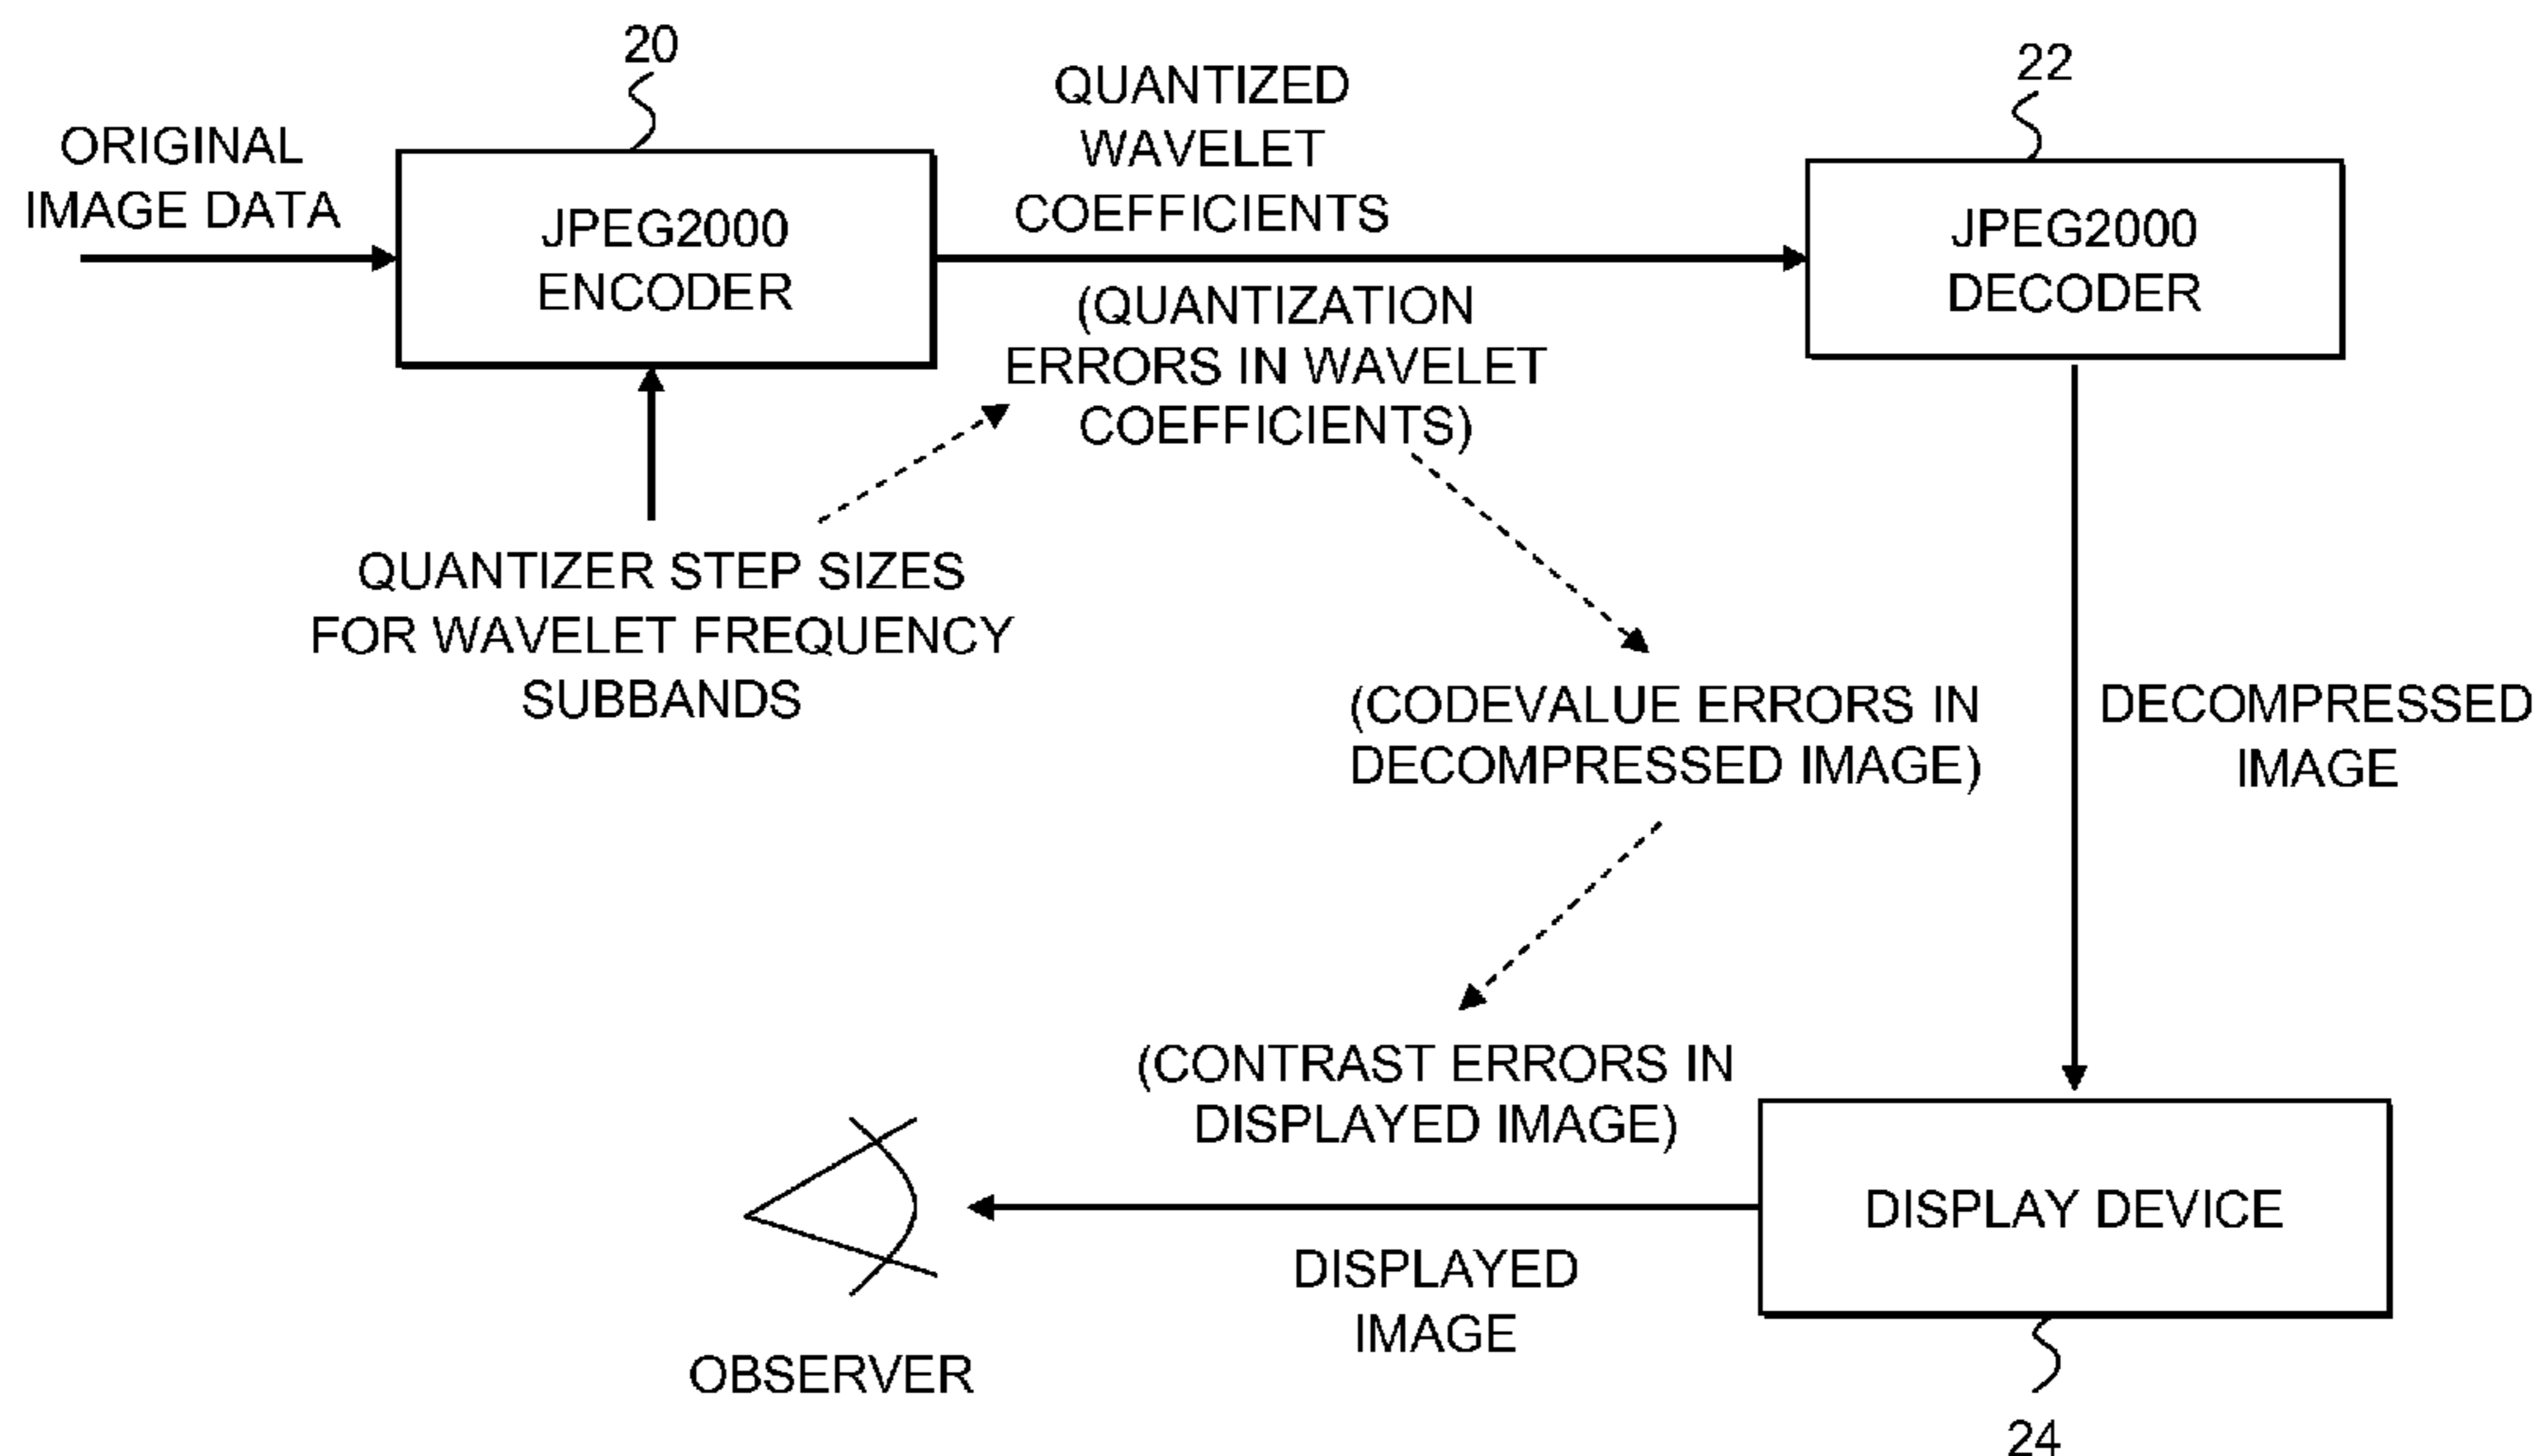 20
22
ORIGINAL
IMAGE DATA
JPEG2000
ENCODER
QUANTIZED
WAVELET
COEFFICIENTS
(QUANTIZATION
ERRORS IN WAVELET
COEFFICIENTS)
JPEG2000
DECODER
QUANTIZER STEP SIZES
FOR WAVELET FREQUENCY
SUBBANDS
(CODEVALUE ERRORS IN
DECOMPRESSED IMAGE)
DECOMPRESSED
IMAGE
(CONTRAST ERRORS IN
DISPLAYED IMAGE)
DISPLAY DEVICE
DISPLAYED
IMAGE
OBSERVER
24